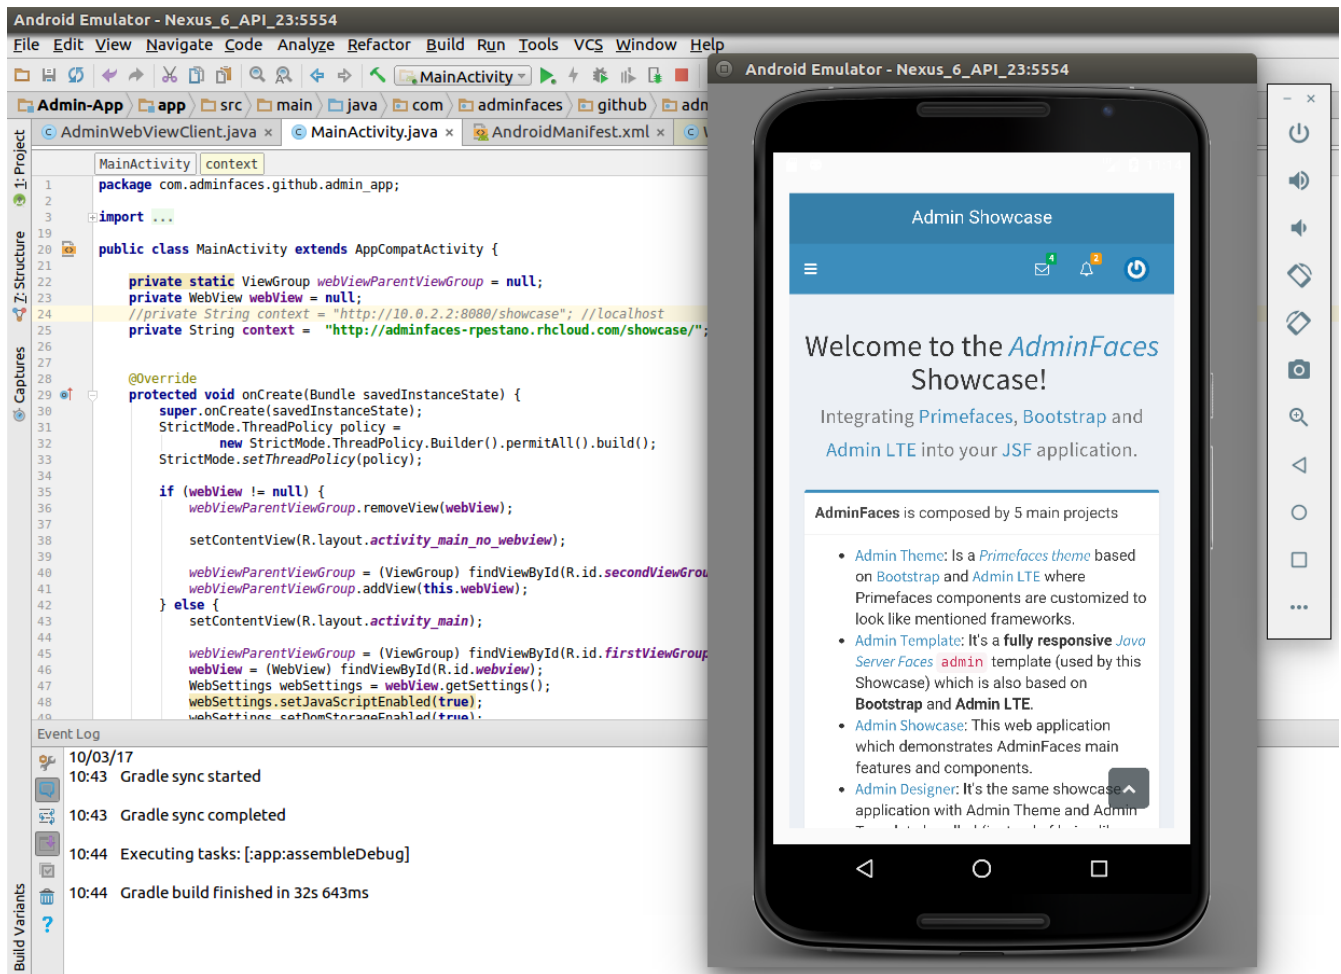 Android Emulator - Nexus_6_API_23:5554
File Edit View Navigate Code Analyze Refactor Build Run Tools VCS Window Help
MainActivity
Admin-App app src main java com adminfaces github adm
AdminWebViewClient.java × MainActivity.java × AndroidManifest.xml ×
MainActivity context
1: Project
7: Structure
Captures
Build Variants
1 package com.adminfaces.github.admin_app;
2
3 import ...
19
20 public class MainActivity extends AppCompatActivity {
21
22 private static ViewGroup webViewParentViewGroup = null;
23 private WebView webView = null;
24 //private String context = "http://10.0.2.2:8080/showcase"; //localhost
25 private String context = "http://adminfaces-rpestano.rhcloud.com/showcase/";
26
27
28 @Override
29 protected void onCreate(Bundle savedInstanceState) {
30 super.onCreate(savedInstanceState);
31 StrictMode.ThreadPolicy policy =
32 new StrictMode.ThreadPolicy.Builder().permitAll().build();
33 StrictMode.setThreadPolicy(policy);
34
35 if (webView != null) {
36 webViewParentViewGroup.removeView(webView);
37
38 setContentView(R.layout.activity_main_no_webview);
39
40 webViewParentViewGroup = (ViewGroup) findViewById(R.id.secondViewGrou
41 webViewParentViewGroup.addView(this.webView);
42 } else {
43 setContentView(R.layout.activity_main);
44
45 webViewParentViewGroup = (ViewGroup) findViewById(R.id.firstViewGroup
46 webView = (WebView) findViewById(R.id.webview);
47 WebSettings webSettings = webView.getSettings();
48 webSettings.setJavaScriptEnabled(true);
49 webSettings.setDomStorageEnabled(true);
Event Log
10/03/17
10:43 Gradle sync started
10:43 Gradle sync completed
10:44 Executing tasks: [:app:assembleDebug]
10:44 Gradle build finished in 32s 643ms
Android Emulator - Nexus_6_API_23:5554
Admin Showcase
4 2
Welcome to the AdminFaces
Showcase!
Integrating Primefaces, Bootstrap and
Admin LTE into your JSF application.
AdminFaces is composed by 5 main projects
• Admin Theme: Is a Primefaces theme based
on Bootstrap and Admin LTE where
Primefaces components are customized to
look like mentioned frameworks.
• Admin Template: It's a fully responsive Java
Server Faces admin template (used by this
Showcase) which is also based on
Bootstrap and Admin LTE.
• Admin Showcase: This web application
which demonstrates AdminFaces main
features and components.
• Admin Designer: It's the same showcase
application with Admin Theme and Admin